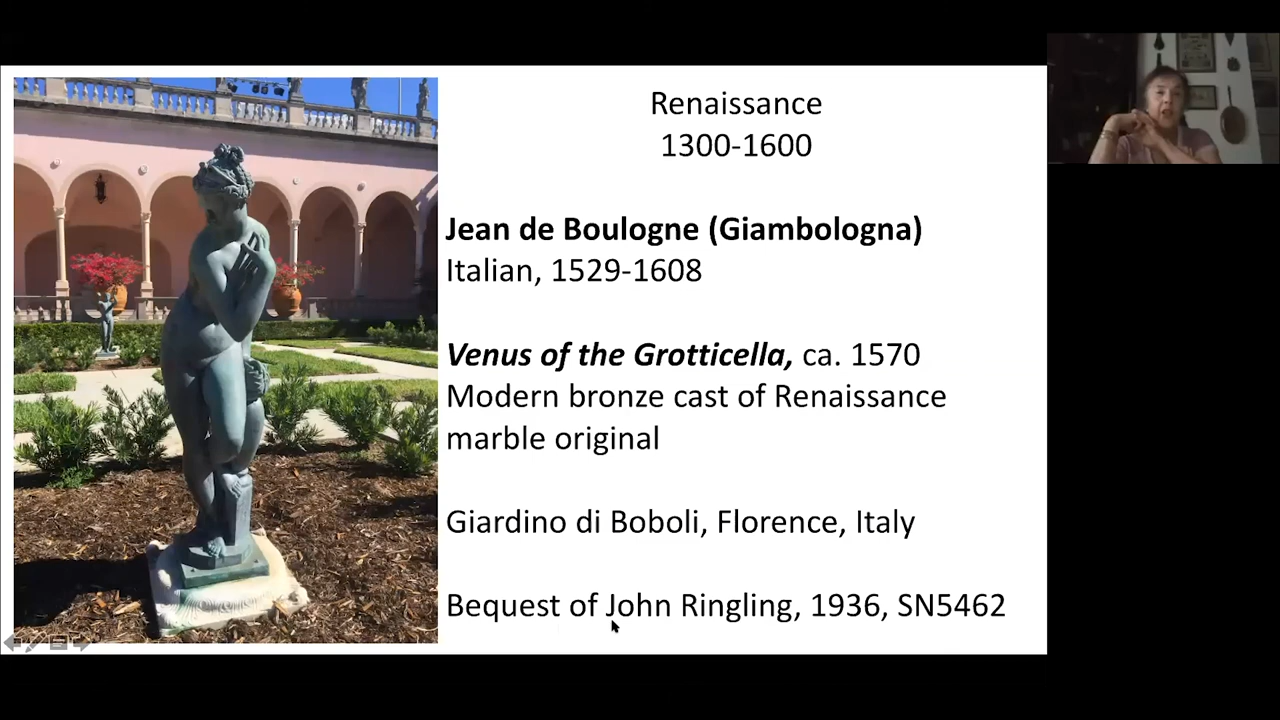 Renaissance
1300-1600
Jean de Boulogne (Giambologna)
Italian, 1529-1608
Venus of the Grotticella, ca. 1570
Modern bronze cast of Renaissance
marble original
Giardino di Boboli, Florence, Italy
Bequest of John Ringling, 1936, SN5462